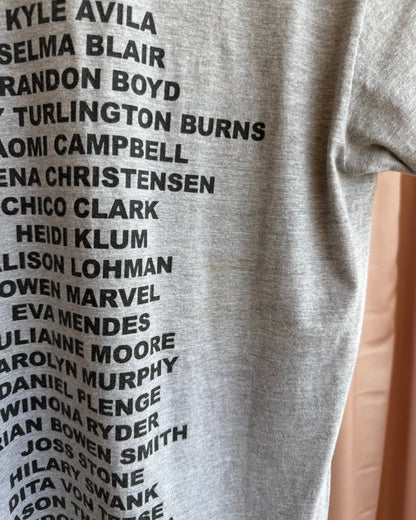 KYLE AVILA
SELMA BLAIR
RANDON BOYD
Y TURLINGTON BURNS
AOMI CAMPBELL
ENA CHRISTENSEN
CHICO CLARK
HEIDI KLUM
ALISON LOHMAN
OWEN MARVEL
EVA MENDES
ULIANNE MOORE
AROLYN MURPHY
DANIEL PLENGE
WINONA RYDER
RIAN BOWEN SMITH
JOSS STONE
HILARY SWANK
DITA VON TEESE
ASON